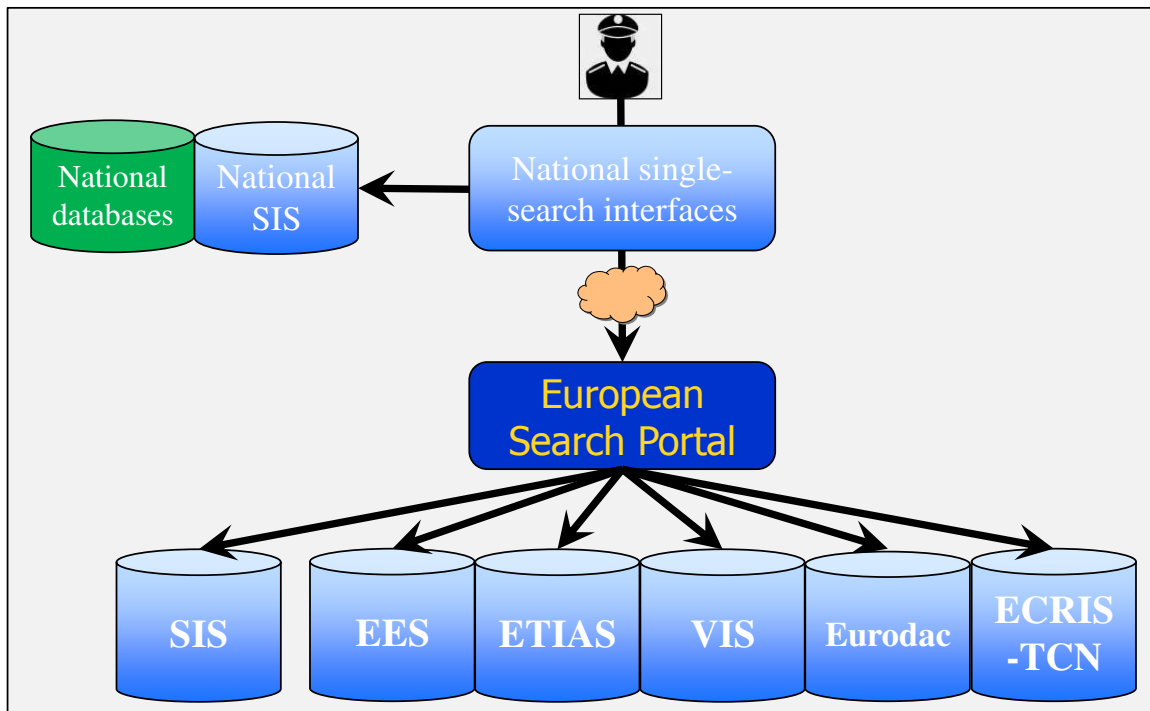 National
databases
National
SIS
National single-
search interfaces
European
Search Portal
SIS
EES
ETIAS
VIS
Eurodac
ECRIS
-TCN